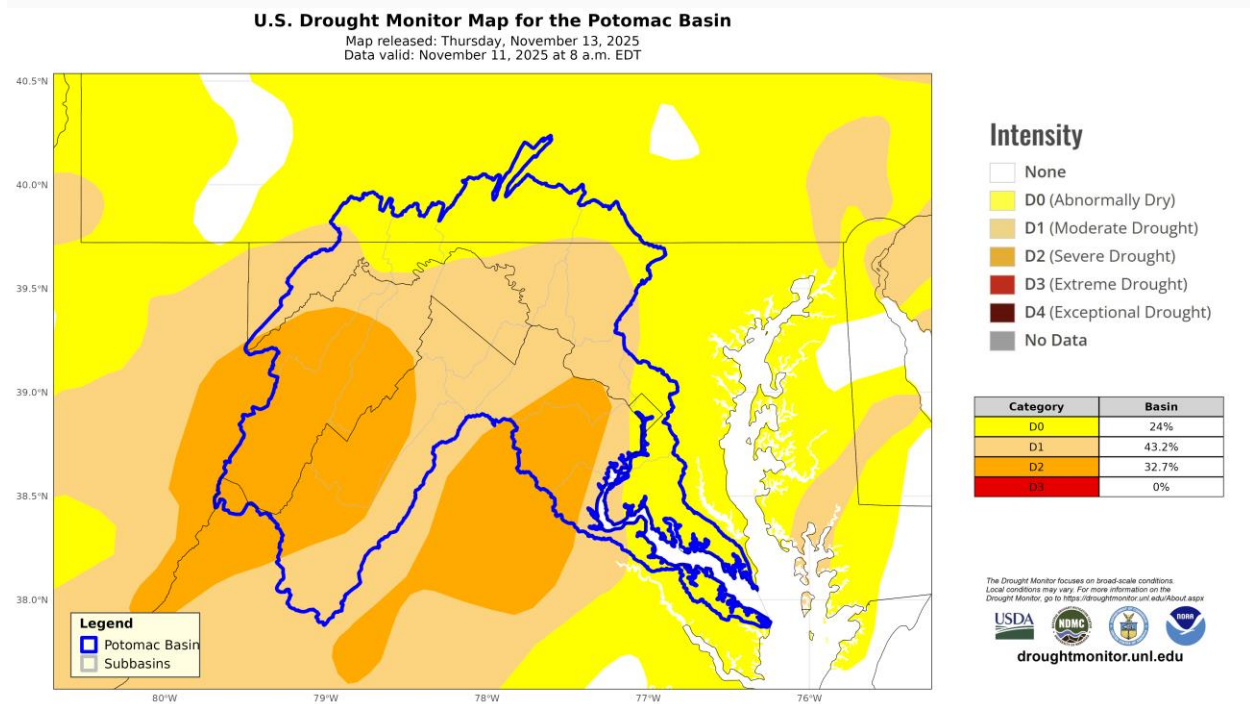 U.S. Drought Monitor Map for the Potomac Basin
Map released: Thursday, November 13, 2025
Data valid: November 11, 2025 at 8 a.m. EDT
40.5°N
40.0°N
39.5°N
39.0°N
38.5°N
38.0°N
80°W
79°W
78°W
77°W
76°W
Legend
Potomac Basin
Subbasins
Intensity
None
D0 (Abnormally Dry)
D1 (Moderate Drought)
D2 (Severe Drought)
D3 (Extreme Drought)
D4 (Exceptional Drought)
No Data
Category Basin
D0 24%
D1 43.2%
D2 32.7%
D3 0%
The Drought Monitor focuses on broad-scale conditions.
Local conditions may vary. For more information on the
Drought Monitor, go to https://droughtmonitor.unl.edu/About.aspx
USDA
NDMC
NOAA
droughtmonitor.unl.edu